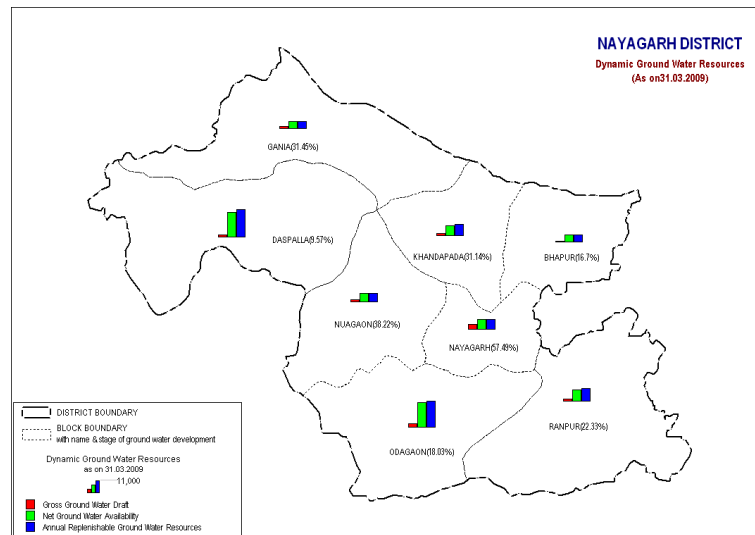 NAYAGARH DISTRICT
Dynamic Ground Water Resources
(As on31.03.2009)
GANIA(31.45%)
DASPALLA(9.57%)
KHANDAPADA(31.14%)
BHAPUR(16.7%)
NUAGAON(38.22%)
NAYAGARH(57.49%)
ODAGAON(18.03%)
RANPUR(22.33%)
DISTRICT BOUNDARY
BLOCK BOUNDARY
with name & stage of ground water development
Dynamic Ground Water Resources
as on 31.03.2009
11,000
Gross Ground Water Draft
Net Ground Water Availability
Annual Replenishable Ground Water Resources